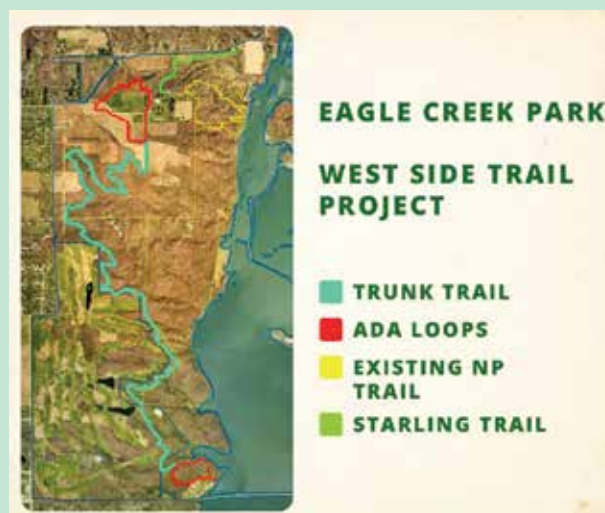 EAGLE CREEK PARK
WEST SIDE TRAIL
PROJECT
TRUNK TRAIL
ADA LOOPS
EXISTING NP
TRAIL
STARLING TRAIL